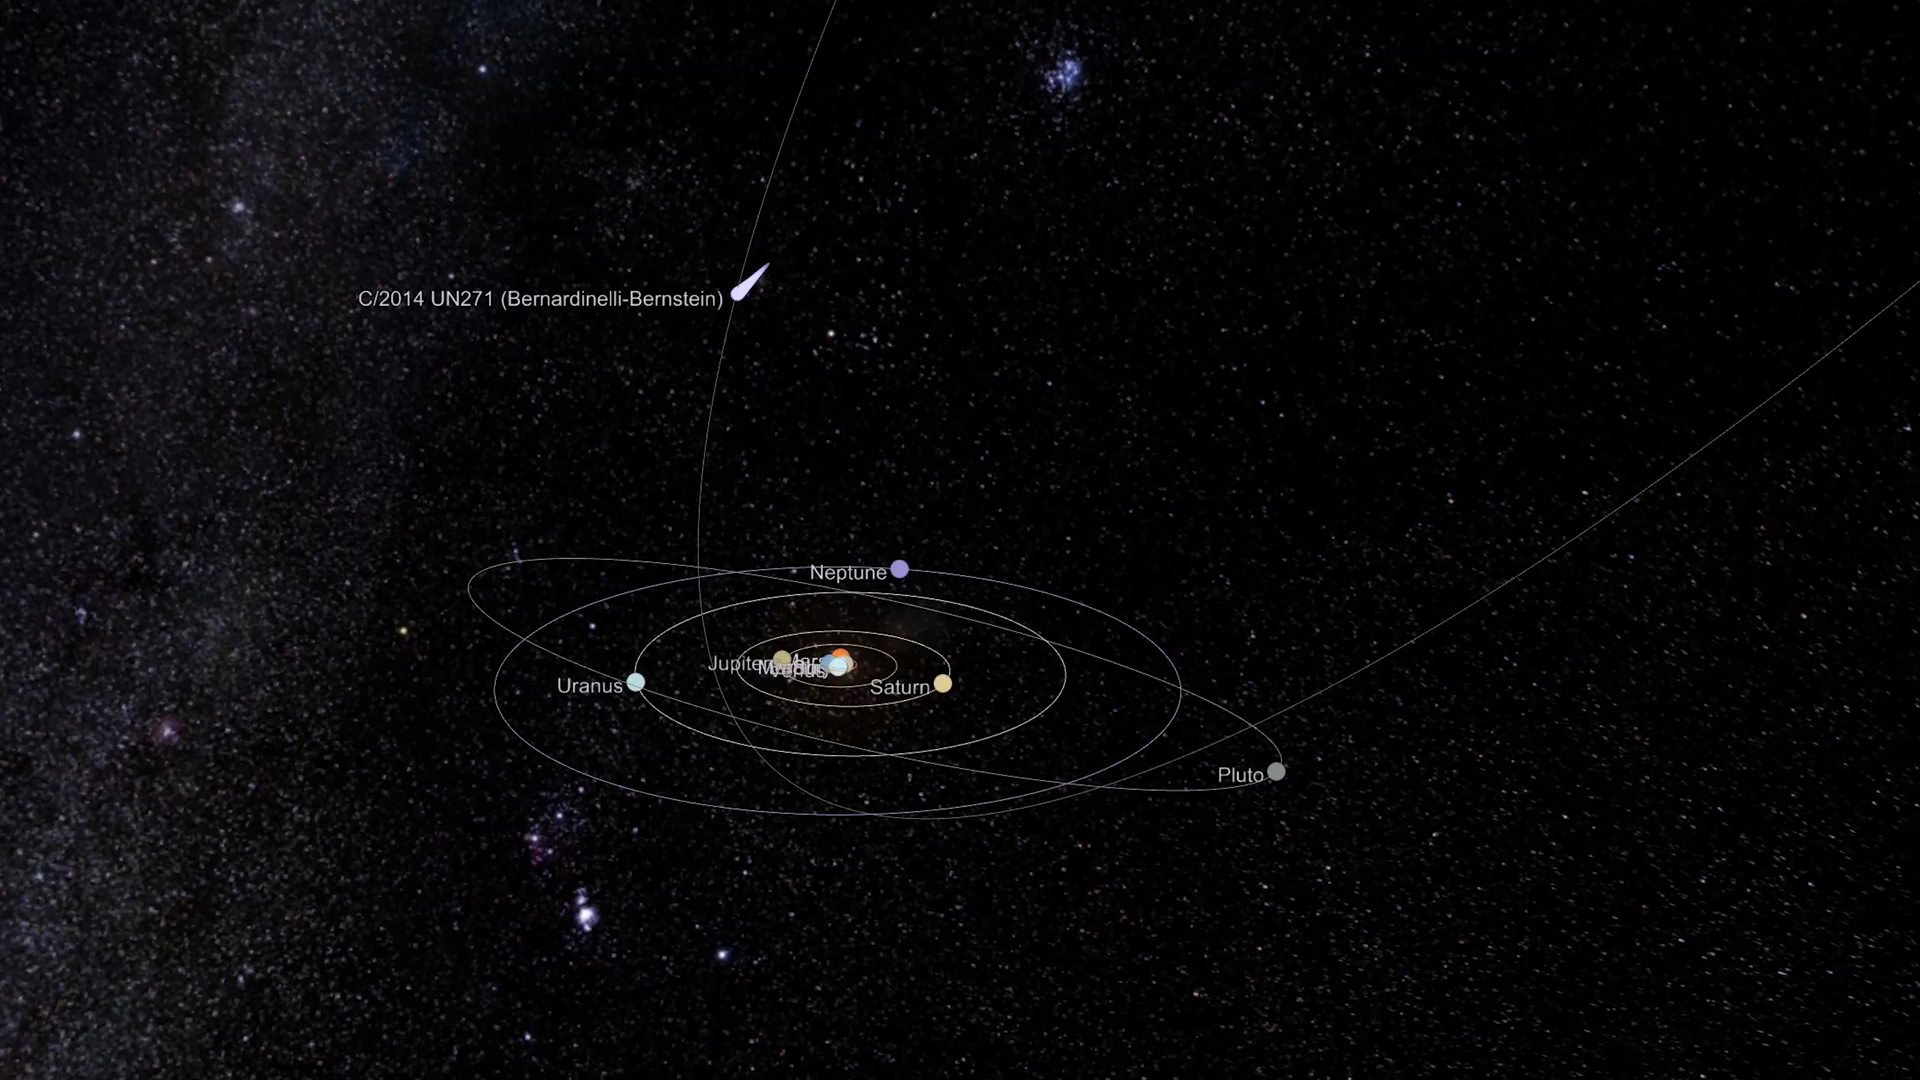 C/2014 UN271 (Bernardinelli-Bernstein)
Neptune
Jupiter
Uranus
Saturn
Pluto